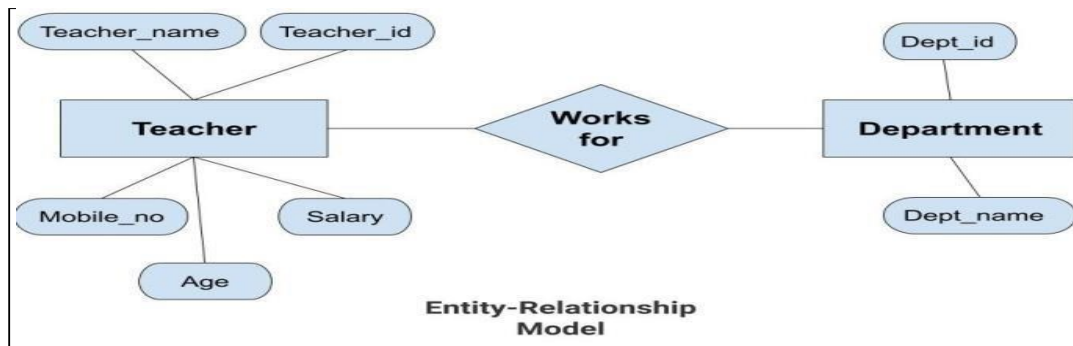 Teacher_name
Teacher_id
Dept_id
Teacher
Works
for
Department
Mobile_no
Salary
Dept_name
Age
Entity-Relationship
Model